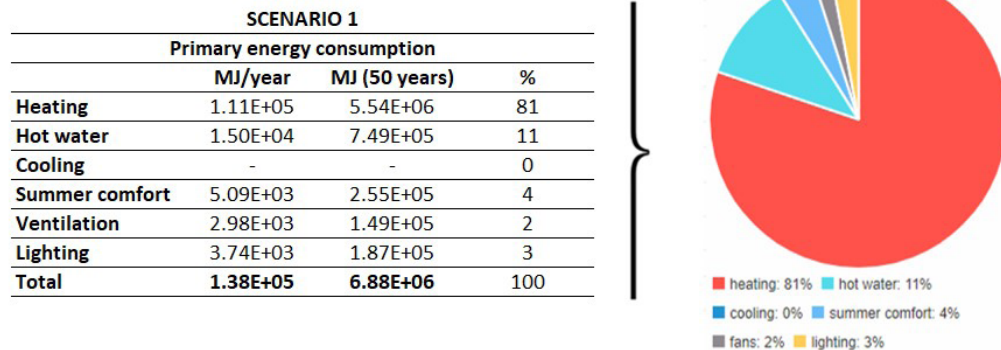 SCENARIO 1
Primary energy consumption
MJ/year MJ (50 years) %
Heating 1.11E+05 5.54E+06 81
Hot water 1.50E+04 7.49E+05 11
Cooling - - 0
Summer comfort 5.09E+03 2.55E+05 4
Ventilation 2.98E+03 1.49E+05 2
Lighting 3.74E+03 1.87E+05 3
Total 1.38E+05 6.88E+06 100
heating: 81% hot water: 11%
cooling: 0% summer comfort: 4%
fans: 2% lighting: 3%